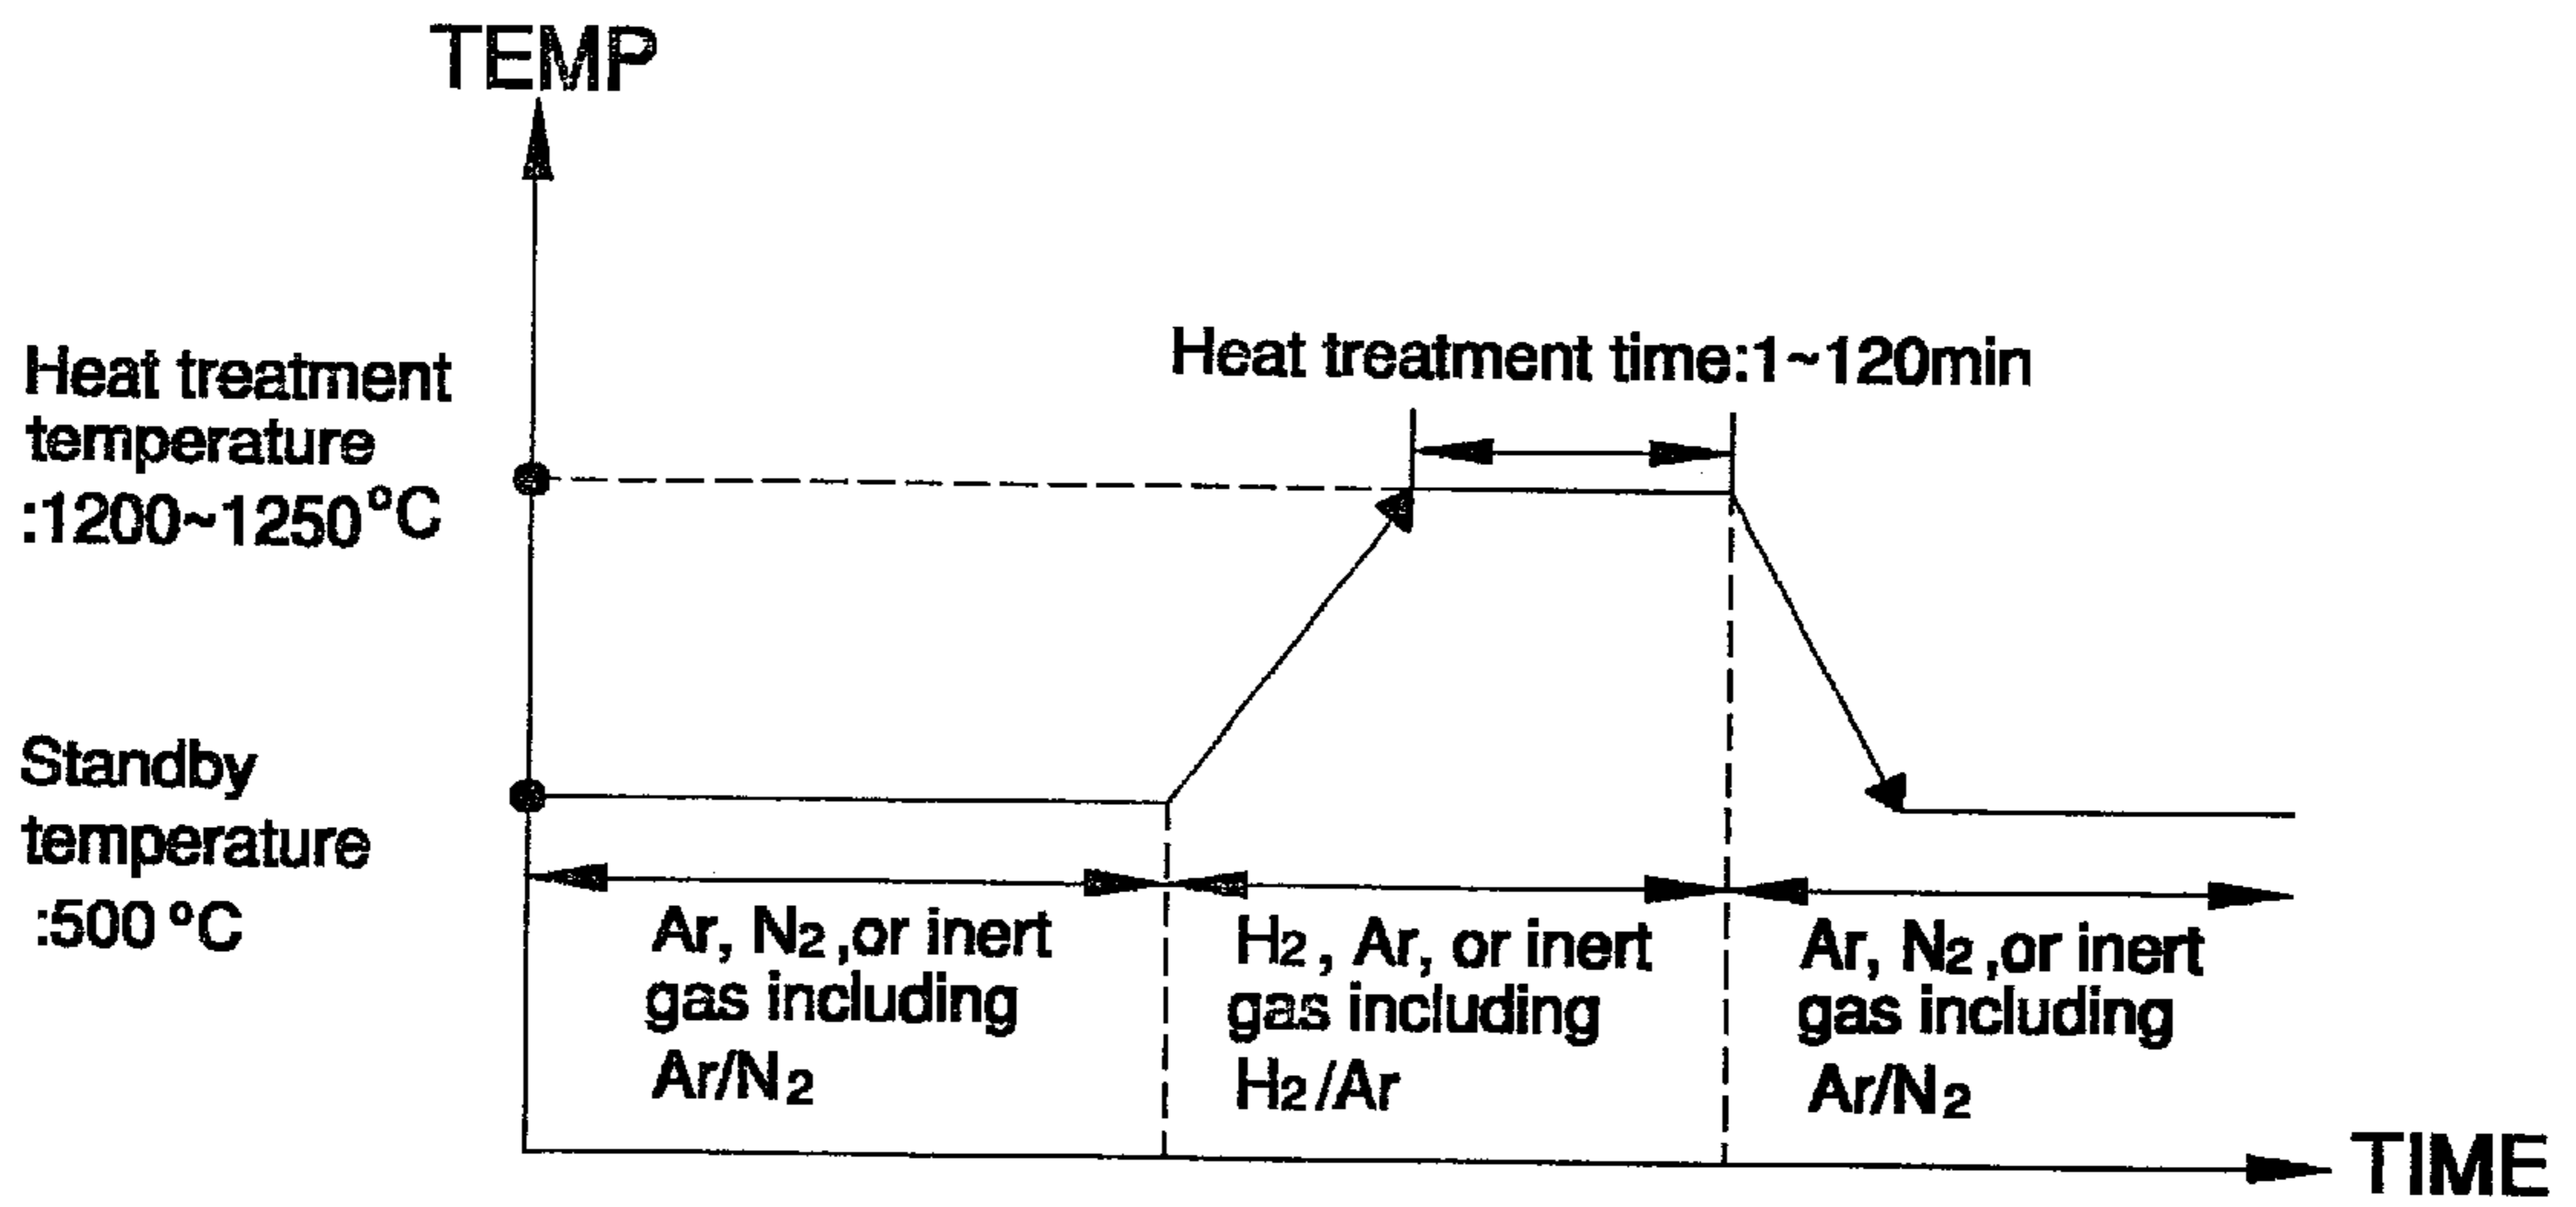 TEMP
Heat treatment time:1~120min
Heat treatment
temperature
:1200~1250°C
Standby
temperature
:500°C
Ar, N2,or inert
gas including
Ar/N2
H2, Ar, or inert
gas including
H2/Ar
Ar, N2,or inert
gas including
Ar/N2
TIME